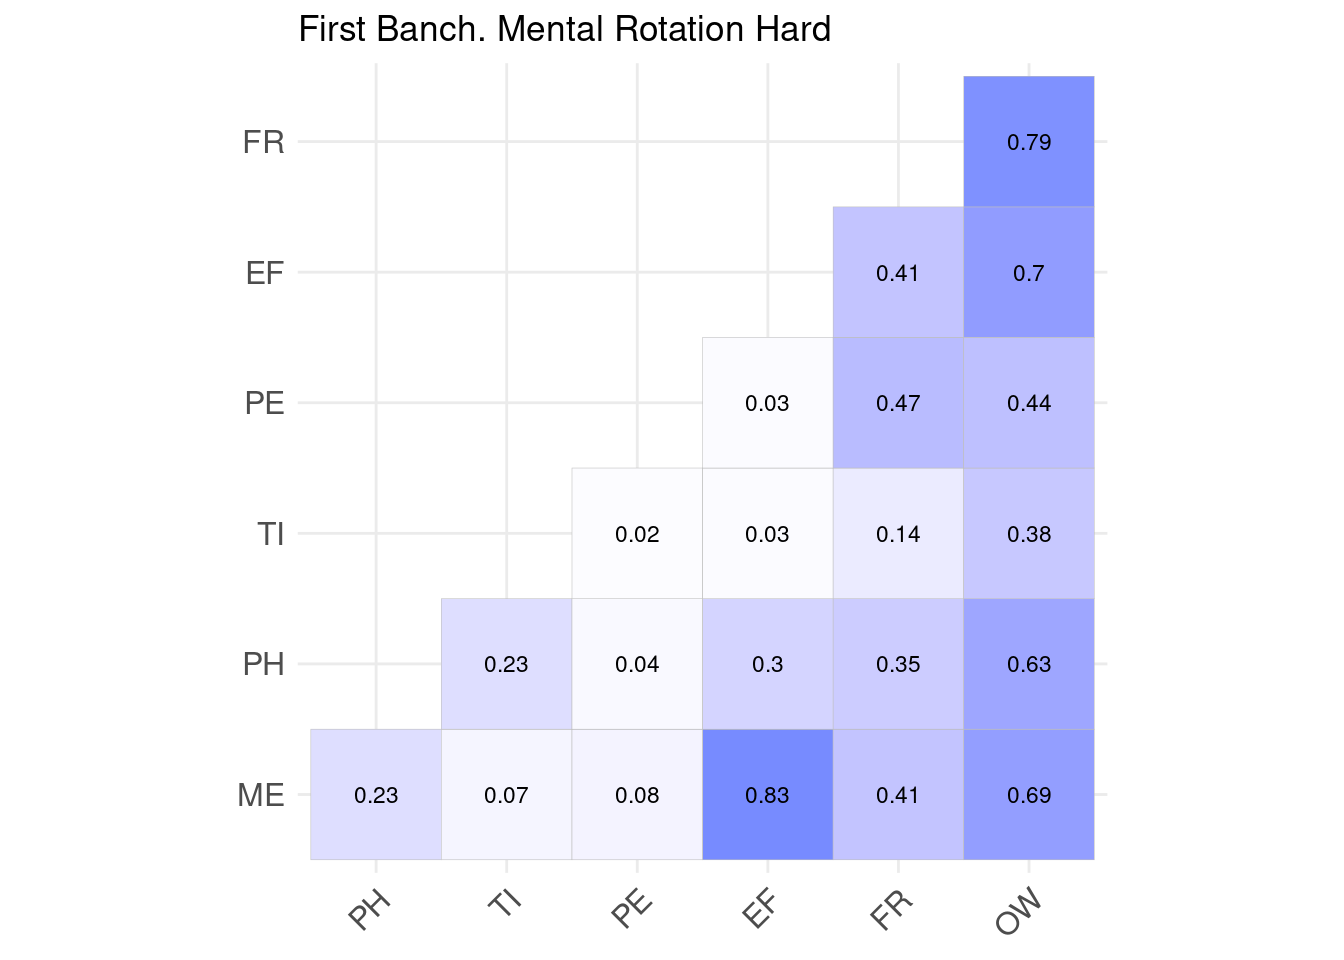 First Banch. Mental Rotation Hard
FR 0.79
EF 0.41 0.7
PE 0.03 0.47 0.44
TI 0.02 0.03 0.14 0.38
PH 0.23 0.04 0.3 0.35 0.63
ME 0.23 0.07 0.08 0.83 0.41 0.69
PH TI PE EF FR OW